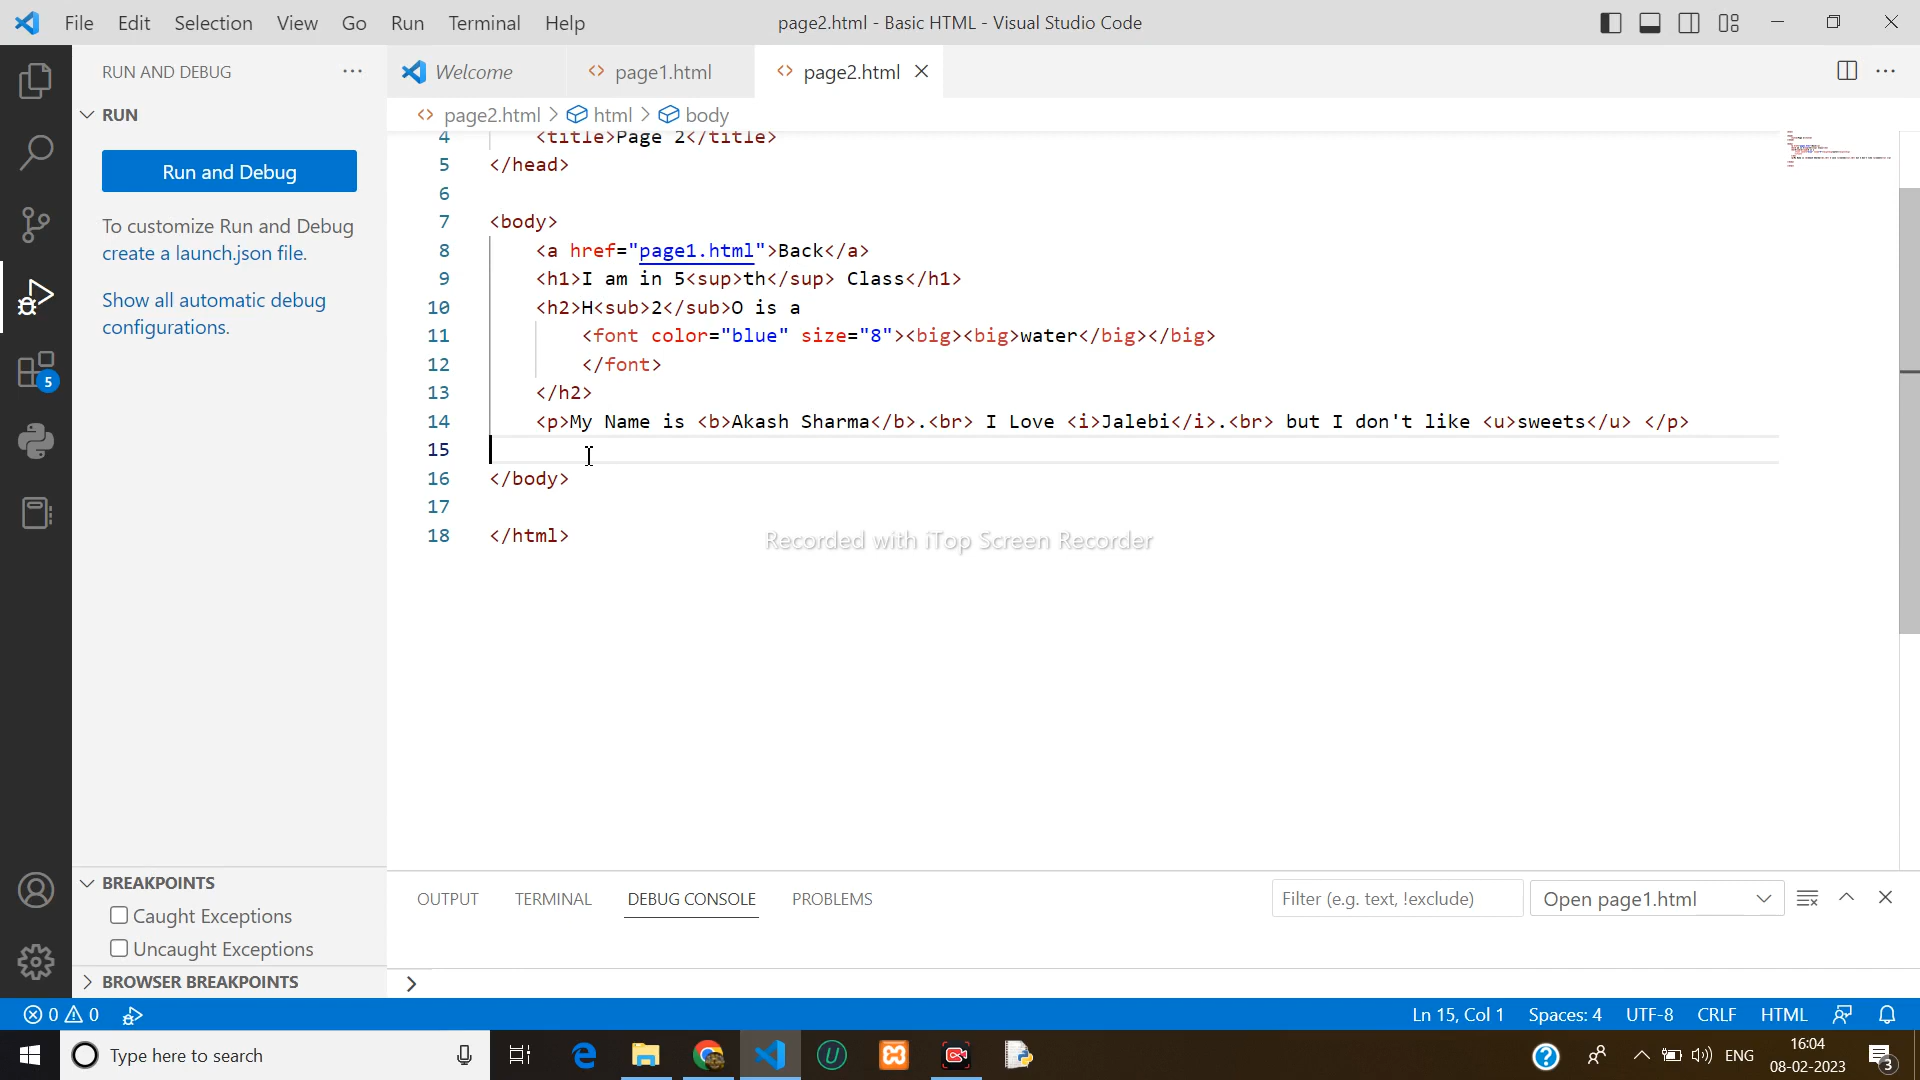 File Edit Selection View Go Run Terminal Help page2.html - Basic HTML - Visual Studio Code
RUN AND DEBUG ···
Welcome page1.html page2.html
RUN
page2.html > html > body
Run and Debug
To customize Run and Debug
create a launch.json file.
Show all automatic debug
configurations.
4 <title>Page 2</title>
5 </head>
6
7 <body>
8 <a href="page1.html">Back</a>
9 <h1>I am in 5<sup>th</sup> Class</h1>
10 <h2>H<sub>2</sub>O is a
11 <font color="blue" size="8"><big><big>water</big></big>
12 </font>
13 </h2>
14 <p>My Name is <b>Akash Sharma</b>.<br> I Love <i>Jalebi</i>.<br> but I don't like <u>sweets</u> </p>
15
16 </body>
17
18 </html>
Recorded with iTop Screen Recorder
5
BREAKPOINTS
Caught Exceptions
Uncaught Exceptions
BROWSER BREAKPOINTS
OUTPUT TERMINAL DEBUG CONSOLE PROBLEMS Filter (e.g. text, !exclude) Open page1.html
>
0 0 Ln 15, Col 1 Spaces: 4 UTF-8 CRLF HTML
Type here to search
ENG
16:04
08-02-2023
3